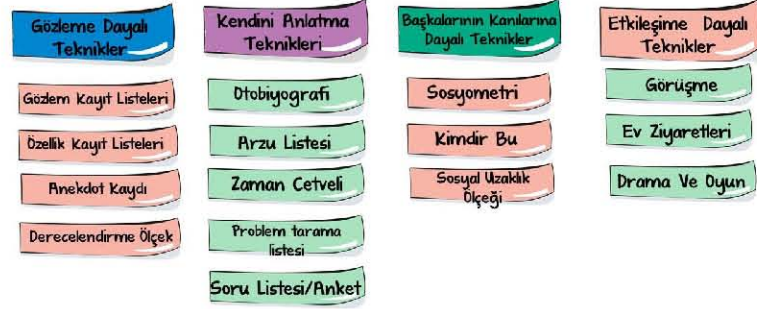 Gözleme Dayalı
Teknikler
Gözlem Kayıt Listeleri
Özellik Kayıt Listeleri
Anekdot Kaydı
Derecelendirme Ölçek
Kendini Anlatma
Teknikleri
Otobiyografi
Arzu Listesi
Zaman Cetveli
Problem tarama
listesi
Soru Listesi/Anket
Başkalarının Kanılarına
Dayalı Teknikler
Sosyometri
Kimdir Bu
Sosyal Uzaklık
Ölçeği
Etkileşime Dayalı
Teknikler
Görüşme
Ev Ziyaretleri
Drama Ve Oyun